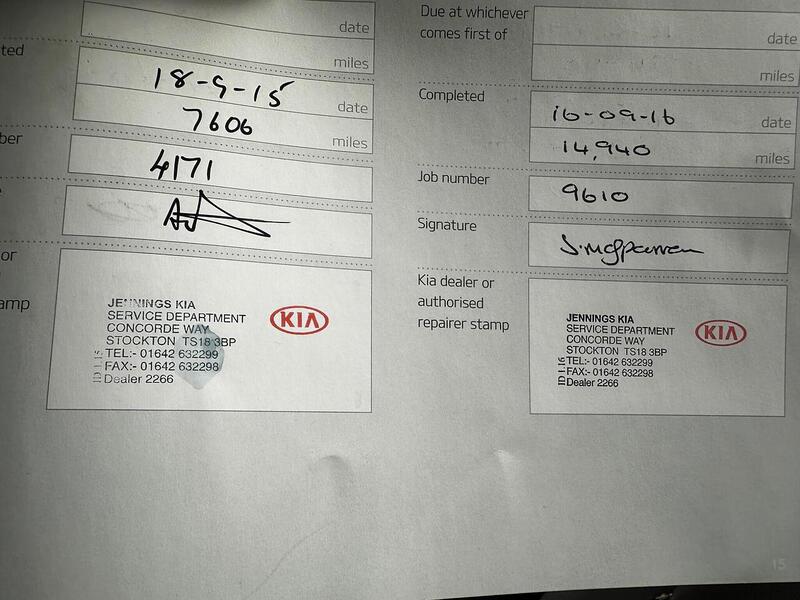 date
miles
ted
18-9-15
date
7606
miles
ber
4171
or
amp
JENNINGS KIA
SERVICE DEPARTMENT
CONCORDE WAY
STOCKTON TS18 3BP
TEL:- 01642 632299
FAX:- 01642 632298
Dealer 2266
KIA
Due at whichever
comes first of
date
miles
Completed
16-09-16
date
14,940
miles
Job number
9610
Signature
Kia dealer or
authorised
repairer stamp
JENNINGS KIA
SERVICE DEPARTMENT
CONCORDE WAY
STOCKTON TS18 3BP
TEL:- 01642 632299
FAX:- 01642 632298
Dealer 2266
KIA
15